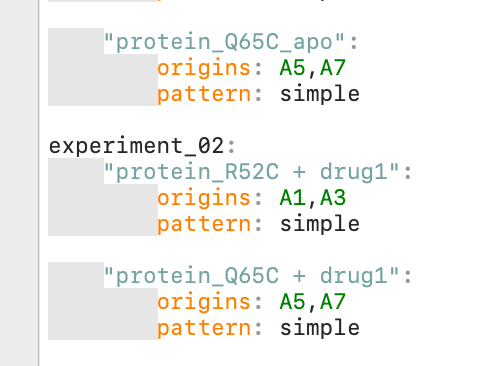 "protein_Q65C_apo":
origins: A5,A7
pattern: simple
experiment_02:
"protein_R52C + drug1":
origins: A1,A3
pattern: simple
"protein_Q65C + drug1":
origins: A5,A7
pattern: simple